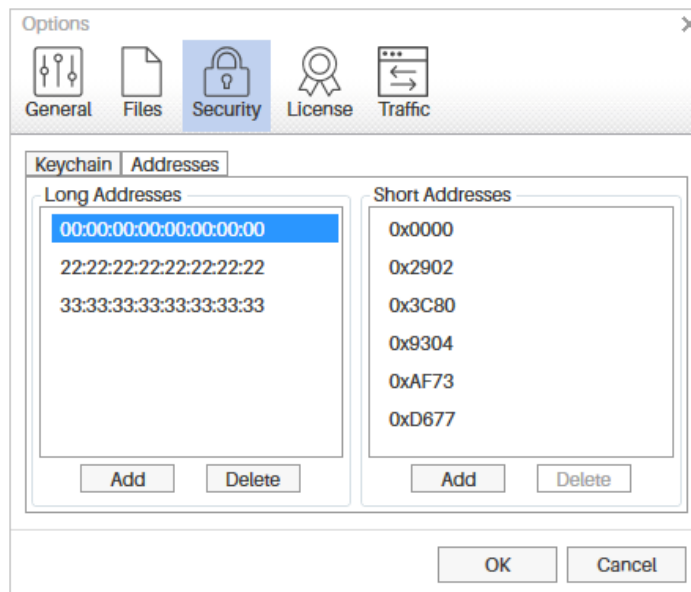 Options
General Files Security License Traffic
Keychain Addresses
Long Addresses
00:00:00:00:00:00:00:00
22:22:22:22:22:22:22:22
33:33:33:33:33:33:33:33
Add Delete
Short Addresses
0x0000
0x2902
0x3C80
0x9304
0xAF73
0xD677
Add Delete
OK Cancel